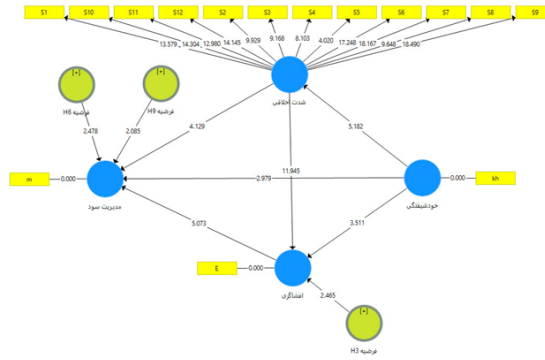 S1 S10 S11 S12 S2 S3 S4 S5 S6 S7 S8 S9
13.579 14.304 12.980 14.145 9.929 9.168 8.103 4.020 17.248 18.167 9.648 18.490
شدت اخلاقی
[+]
فرضیه H6
[+]
فرضیه H9
2.478
2.085
4.129
5.182
11.945
m
0.000
مدیریت سود
2.979
خودشیفتگی
0.000
kh
5.073
3.511
E
0.000
افشاگری
2.465
[+]
فرضیه H3